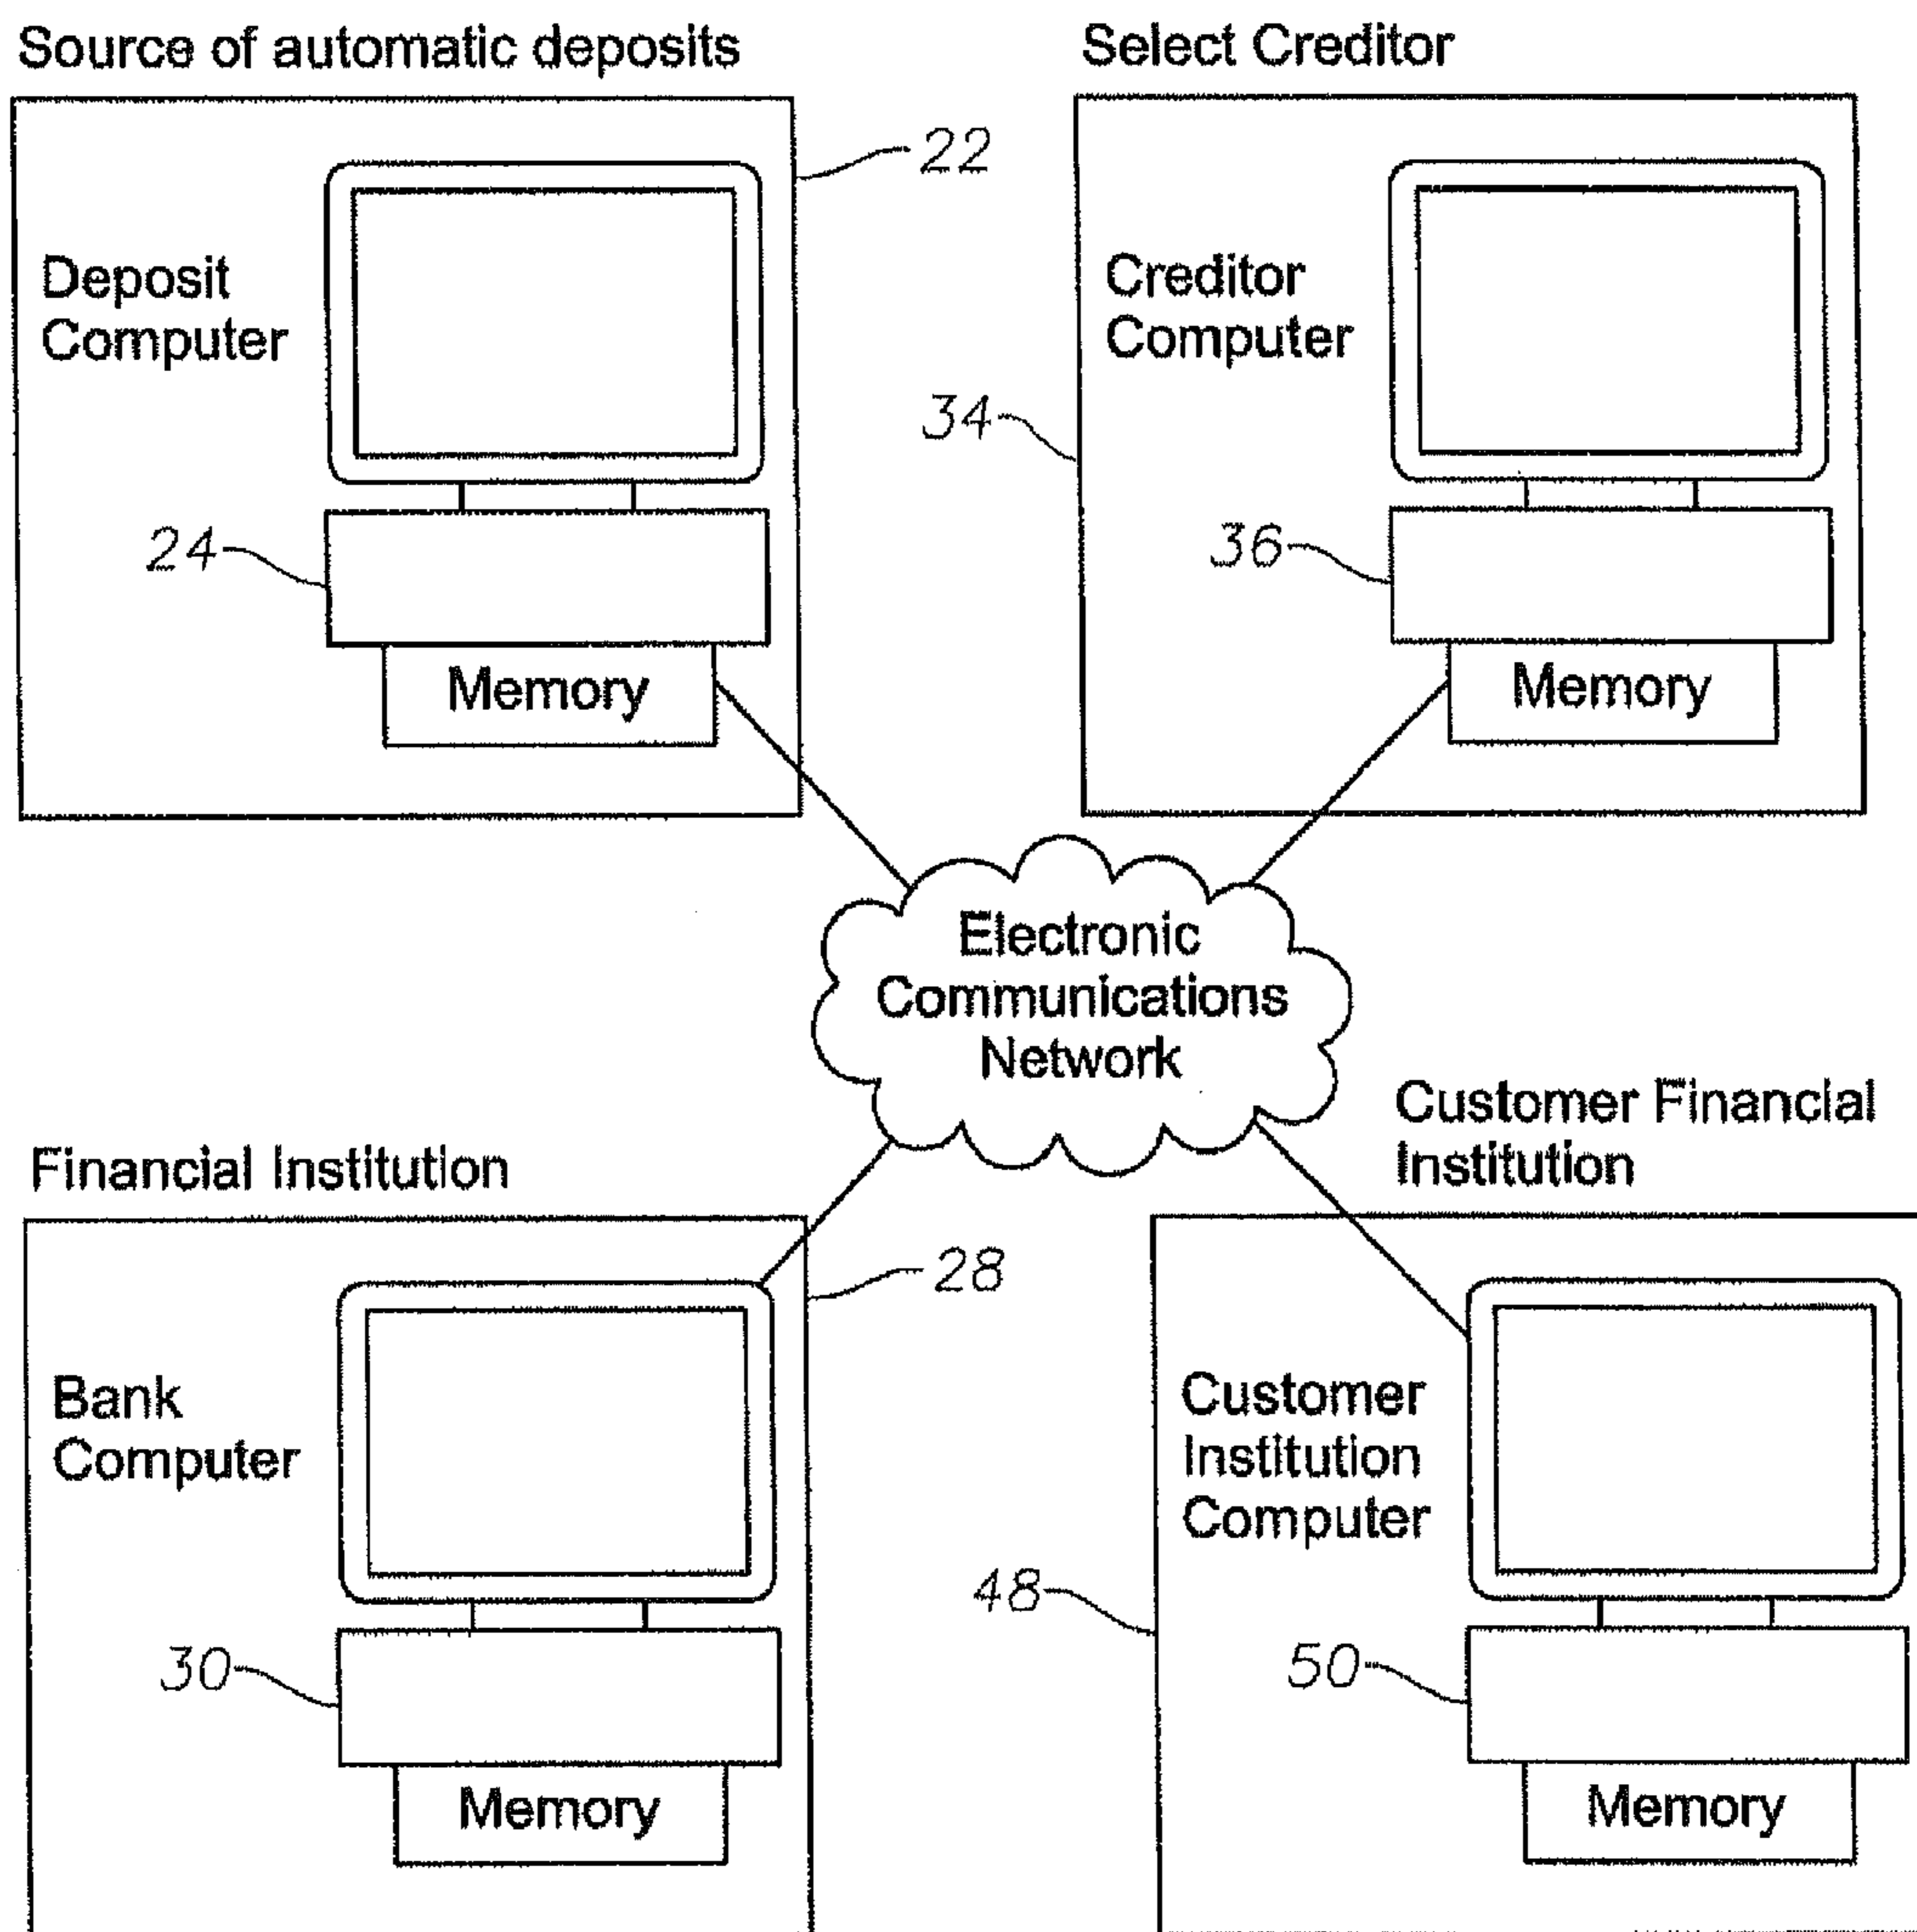 Source of automatic deposits
Select Creditor
22
Deposit
Computer
Creditor
Computer
34
24
36
Memory
Memory
Electronic
Communications
Network
Customer Financial
Institution
Financial Institution
28
Bank
Computer
Customer
Institution
Computer
48
30
50
Memory
Memory